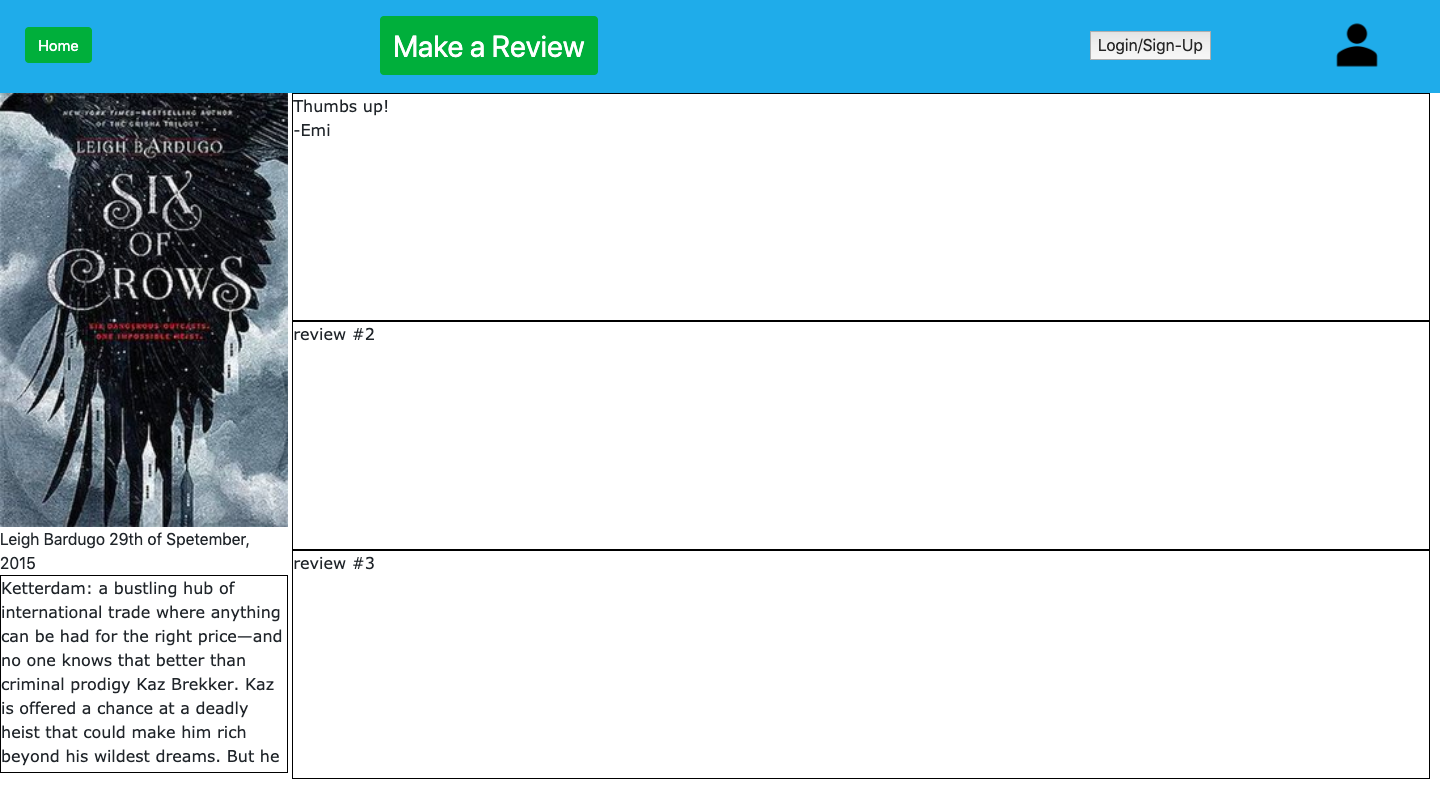 Home
Make a Review
Login/Sign-Up
NEW YORK TIMES—BESTSELLING AUTHOR
OF THE GRISHA TRILOGY
LEIGH BARDUGO
SIX
OF
CROWS
SIX DANGEROUS OUTCASTS.
ONE IMPOSSIBLE HEIST.
Leigh Bardugo 29th of Spetember,
2015
Ketterdam: a bustling hub of
international trade where anything
can be had for the right price—and
no one knows that better than
criminal prodigy Kaz Brekker. Kaz
is offered a chance at a deadly
heist that could make him rich
beyond his wildest dreams. But he
Thumbs up!
-Emi
review #2
review #3